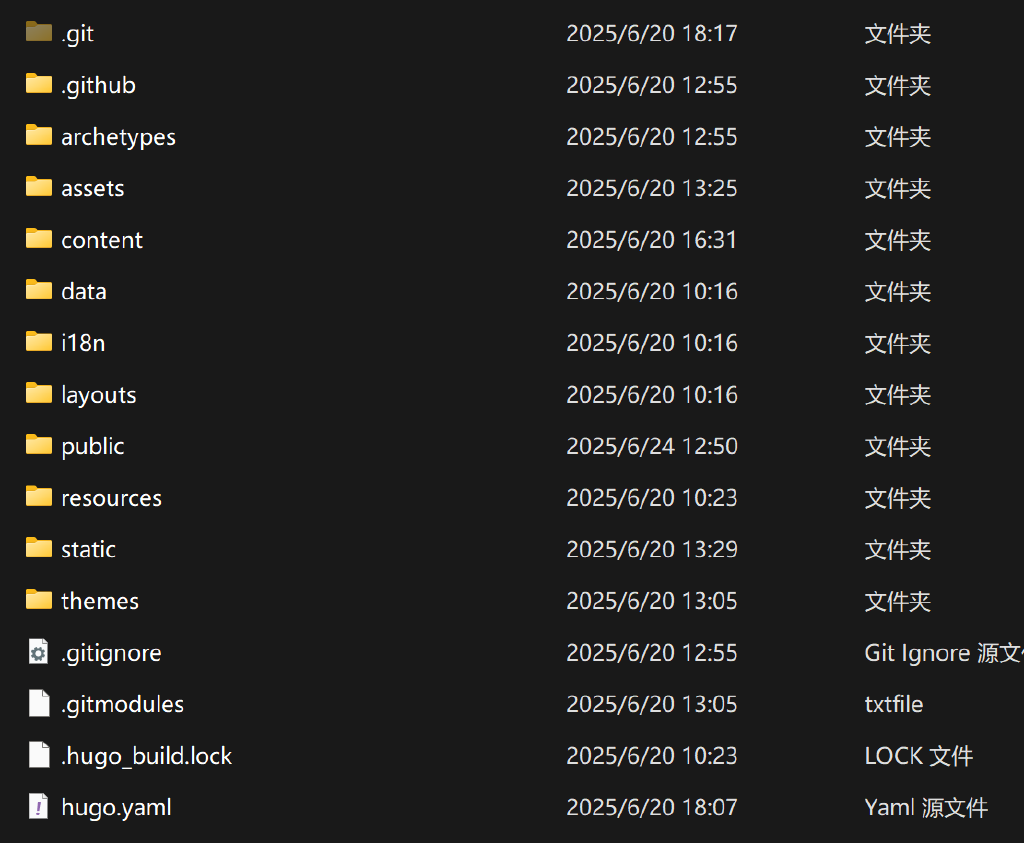 .git 2025/6/20 18:17 文件夹
.github 2025/6/20 12:55 文件夹
archetypes 2025/6/20 12:55 文件夹
assets 2025/6/20 13:25 文件夹
content 2025/6/20 16:31 文件夹
data 2025/6/20 10:16 文件夹
i18n 2025/6/20 10:16 文件夹
layouts 2025/6/20 10:16 文件夹
public 2025/6/24 12:50 文件夹
resources 2025/6/20 10:23 文件夹
static 2025/6/20 13:29 文件夹
themes 2025/6/20 13:05 文件夹
.gitignore 2025/6/20 12:55 Git Ignore 源文
.gitmodules 2025/6/20 13:05 txtfile
.hugo_build.lock 2025/6/20 10:23 LOCK 文件
hugo.yaml 2025/6/20 18:07 Yaml 源文件